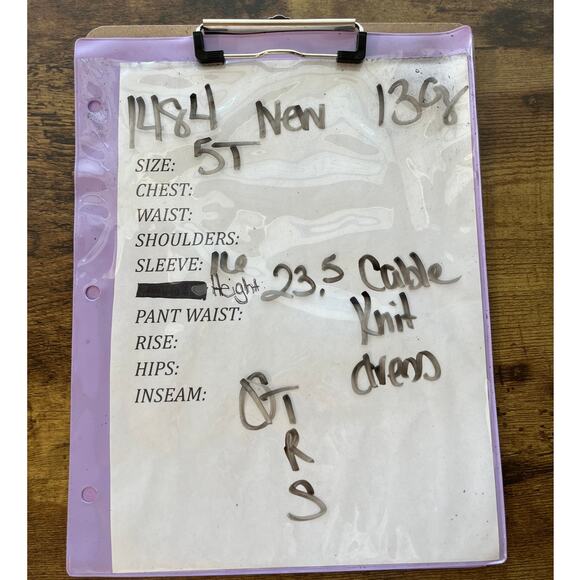 1484 New 13oz
SIZE: 5T
CHEST:
WAIST:
SHOULDERS:
SLEEVE: 16
Height: 23.5 Cable
Knit
dress
PANT WAIST:
RISE:
HIPS:
INSEAM:
T
R
S